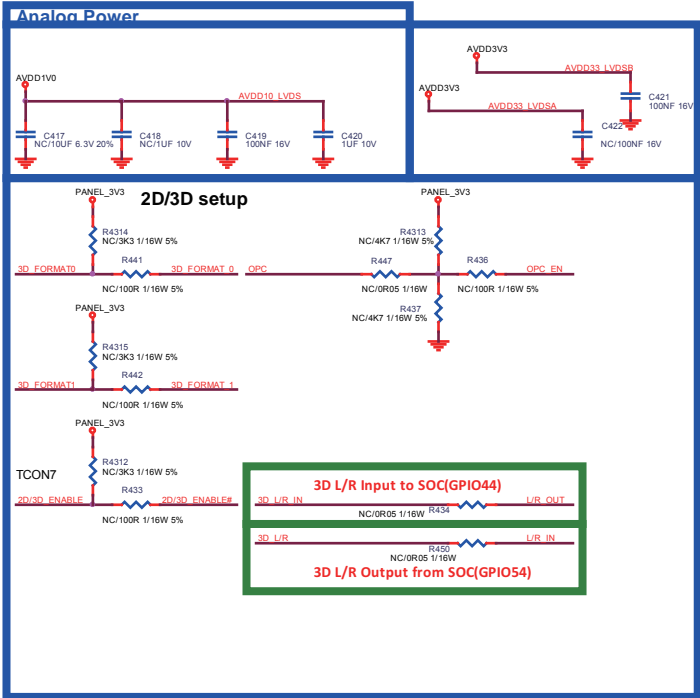 Analog Power
AVDD1V0
AVDD10_LVDS
C417
NC/10UF 6.3V 20%
C418
NC/1UF 10V
C419
100NF 16V
C420
1UF 10V
AVDD3V3
AVDD33_LVDSB
AVDD3V3
AVDD33_LVDSA
C421
100NF 16V
C422
NC/100NF 16V
2D/3D setup
PANEL_3V3
R4314
NC/3K3 1/16W 5%
3D_FORMAT0
R441
3D_FORMAT_0
NC/100R 1/16W 5%
PANEL_3V3
R4313
NC/4K7 1/16W 5%
OPC
R447
NC/0R05 1/16W
R436
OPC_EN
NC/100R 1/16W 5%
R437
NC/4K7 1/16W 5%
PANEL_3V3
R4315
NC/3K3 1/16W 5%
3D_FORMAT1
R442
3D_FORMAT_1
NC/100R 1/16W 5%
PANEL_3V3
R4312
NC/3K3 1/16W 5%
TCON7
2D/3D_ENABLE
R433
2D/3D_ENABLE#
NC/100R 1/16W 5%
3D L/R Input to SOC(GPIO44)
3D_L/R_IN
L/R_OUT
NC/0R05 1/16W
R434
3D_L/R
L/R_IN
R450
NC/0R05 1/16W
3D L/R Output from SOC(GPIO54)